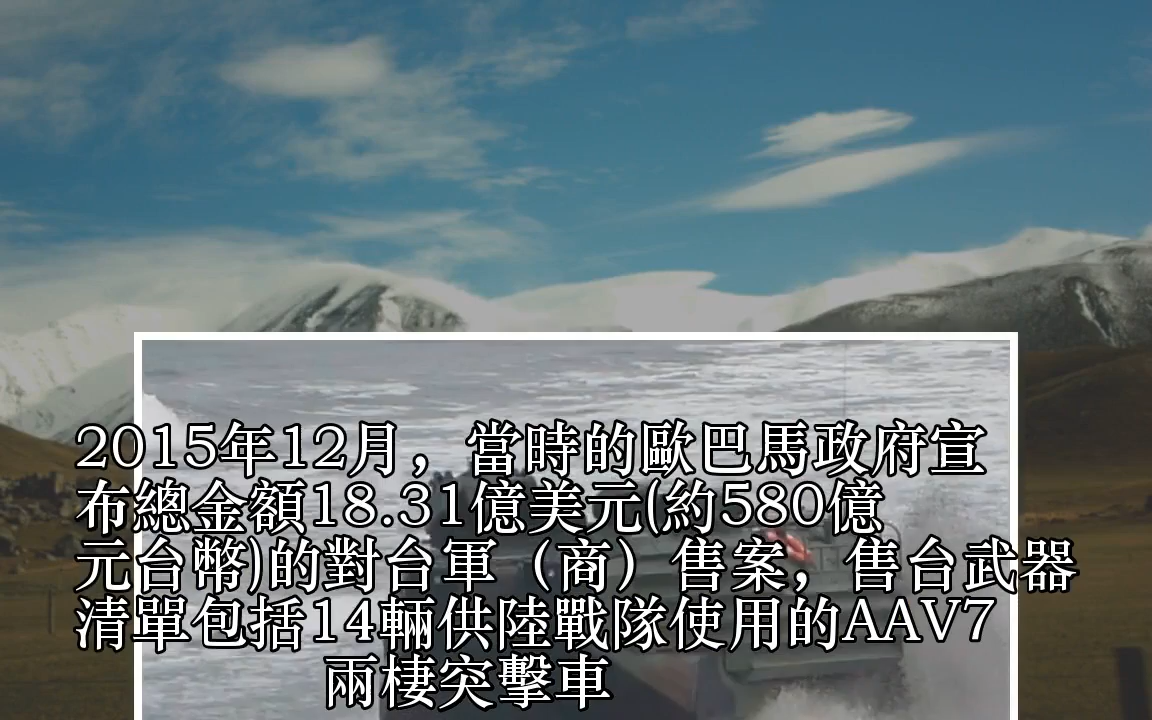 2015年12月，當時的歐巴馬政府宣
布總金額18.31億美元(約580億
元台幣)的對台軍（商）售案，售台武器
清單包括14輛供陸戰隊使用的AAV7
兩棲突擊車